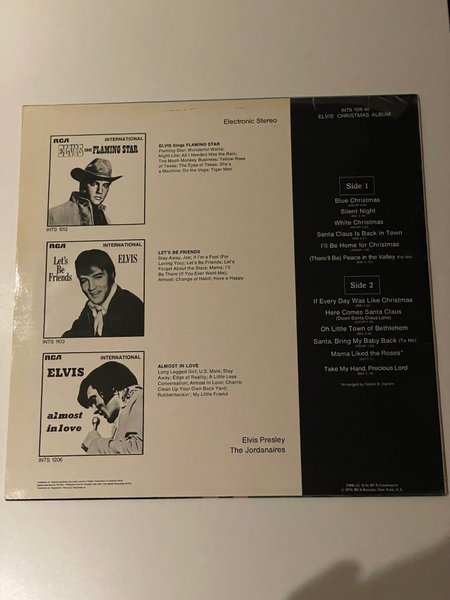 Electronic Stereo
RCA INTERNATIONAL
ELVIS SINGS FLAMING STAR
INTS 1012
ELVIS Sings FLAMING STAR
Flaming Star; Wonderful World;
Night Life; All I Needed Was the Rain;
Too Much Monkey Business; Yellow Rose
of Texas; The Eyes of Texas; She's
a Machine; Do the Vega; Tiger Man
RCA INTERNATIONAL
Let's Be Friends
ELVIS
INTS 1103
LET'S BE FRIENDS
Stay Away, Joe; If I'm a Fool (For
Loving You); Let's Be Friends; Let's
Forget About the Stars; Mama; I'll
Be There (If You Ever Want Me);
Almost; Change of Habit; Have a Happy
RCA INTERNATIONAL
ELVIS
almost
in love
INTS 1206
ALMOST IN LOVE
Long Legged Girl; U.S. Male; Stay
Away; Edge of Reality; A Little Less
Conversation; Almost in Love; Charro;
Clean Up Your Own Back Yard;
Rubberneckin'; My Little Friend
Elvis Presley
The Jordanaires
INTS 1126
ELVIS' CHRISTMAS ALBUM
Side 1
Blue Christmas
Silent Night
White Christmas
Santa Claus Is Back in Town
I'll Be Home for Christmas
(There'll Be) Peace in the Valley (For Me)
Side 2
If Every Day Was Like Christmas
Here Comes Santa Claus
(Down Santa Claus Lane)
Oh Little Town of Bethlehem
Santa, Bring My Baby Back (To Me)
Mama Liked the Roses*
Take My Hand, Precious Lord